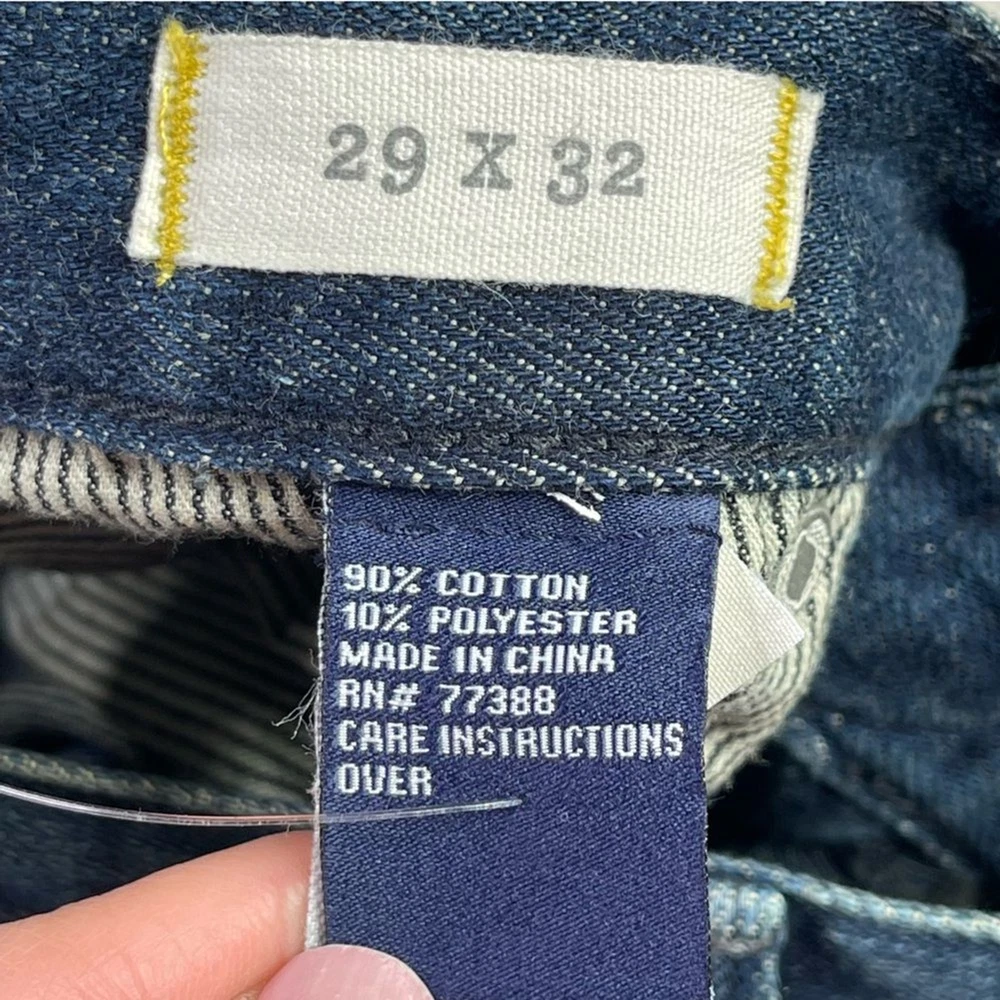 29 X 32
90% COTTON
10% POLYESTER
MADE IN CHINA
RN# 77388
CARE INSTRUCTIONS
OVER